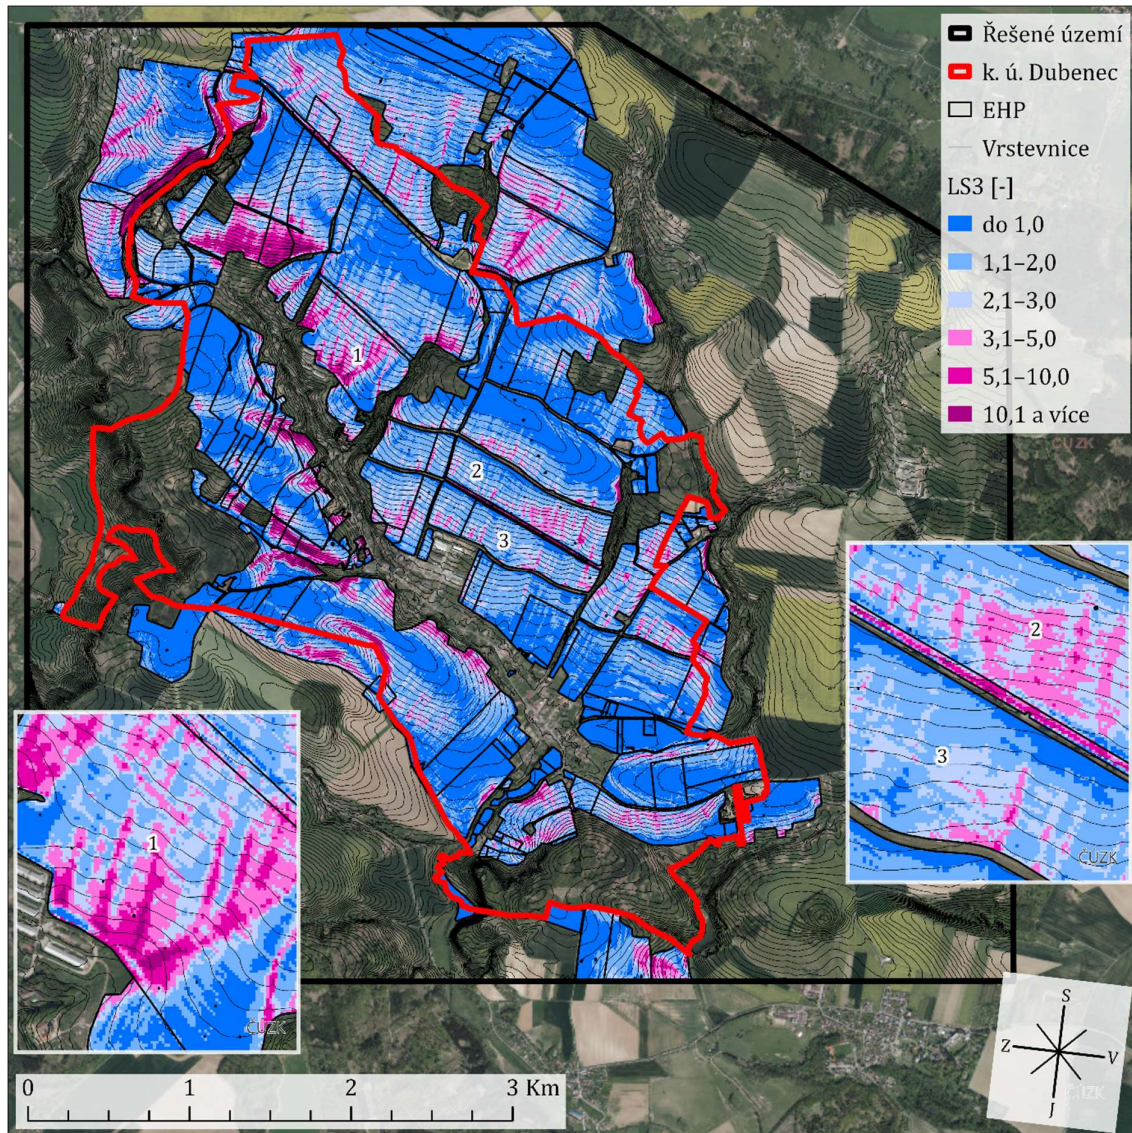 Řešené území
k. ú. Dubenec
EHP
Vrstevnice
LS3 [-]
do 1,0
1,1–2,0
2,1–3,0
3,1–5,0
5,1–10,0
10,1 a více
ČÚZK
1
2
3
2
3
ČÚZK
1
ČÚZK
0 1 2 3 Km
S
Z V
J
ČÚZK